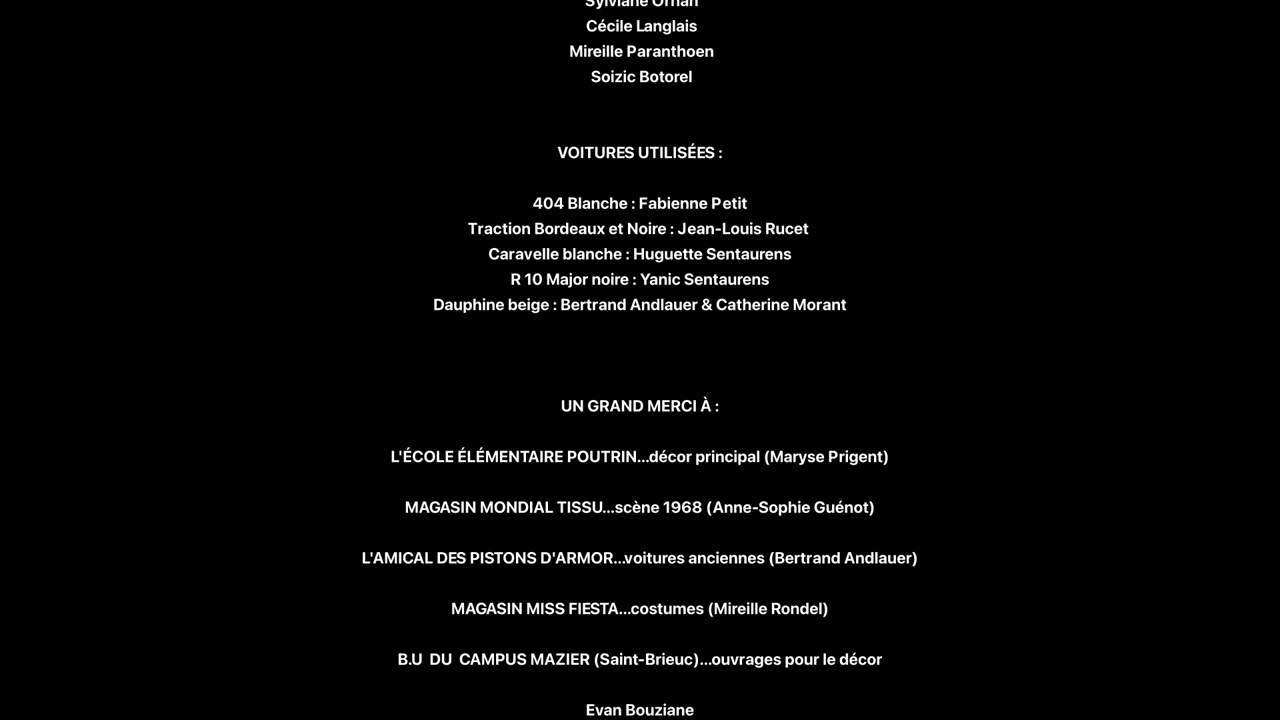 Sylviane Ornan
Cécile Langlais
Mireille Paranthoen
Soizic Botorel
VOITURES UTILISÉES :
404 Blanche : Fabienne Petit
Traction Bordeaux et Noire : Jean-Louis Rucet
Caravelle blanche : Huguette Sentaurens
R 10 Major noire : Yanic Sentaurens
Dauphine beige : Bertrand Andlauer & Catherine Morant
UN GRAND MERCI À :
L'ÉCOLE ÉLÉMENTAIRE POUTRIN...décor principal (Maryse Prigent)
MAGASIN MONDIAL TISSU...scène 1968 (Anne-Sophie Guénot)
L'AMICAL DES PISTONS D'ARMOR...voitures anciennes (Bertrand Andlauer)
MAGASIN MISS FIESTA...costumes (Mireille Rondel)
B.U DU CAMPUS MAZIER (Saint-Brieuc)...ouvrages pour le décor
Evan Bouziane